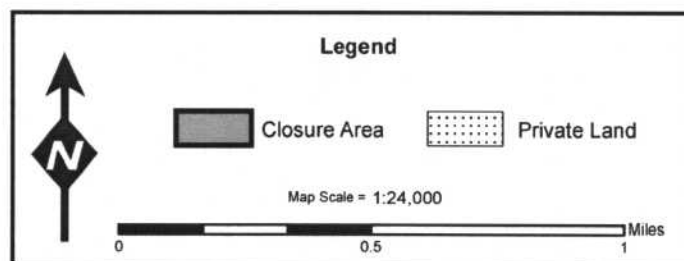 Legend
N
Closure Area
Private Land
Map Scale = 1:24,000
Miles
0 0.5 1